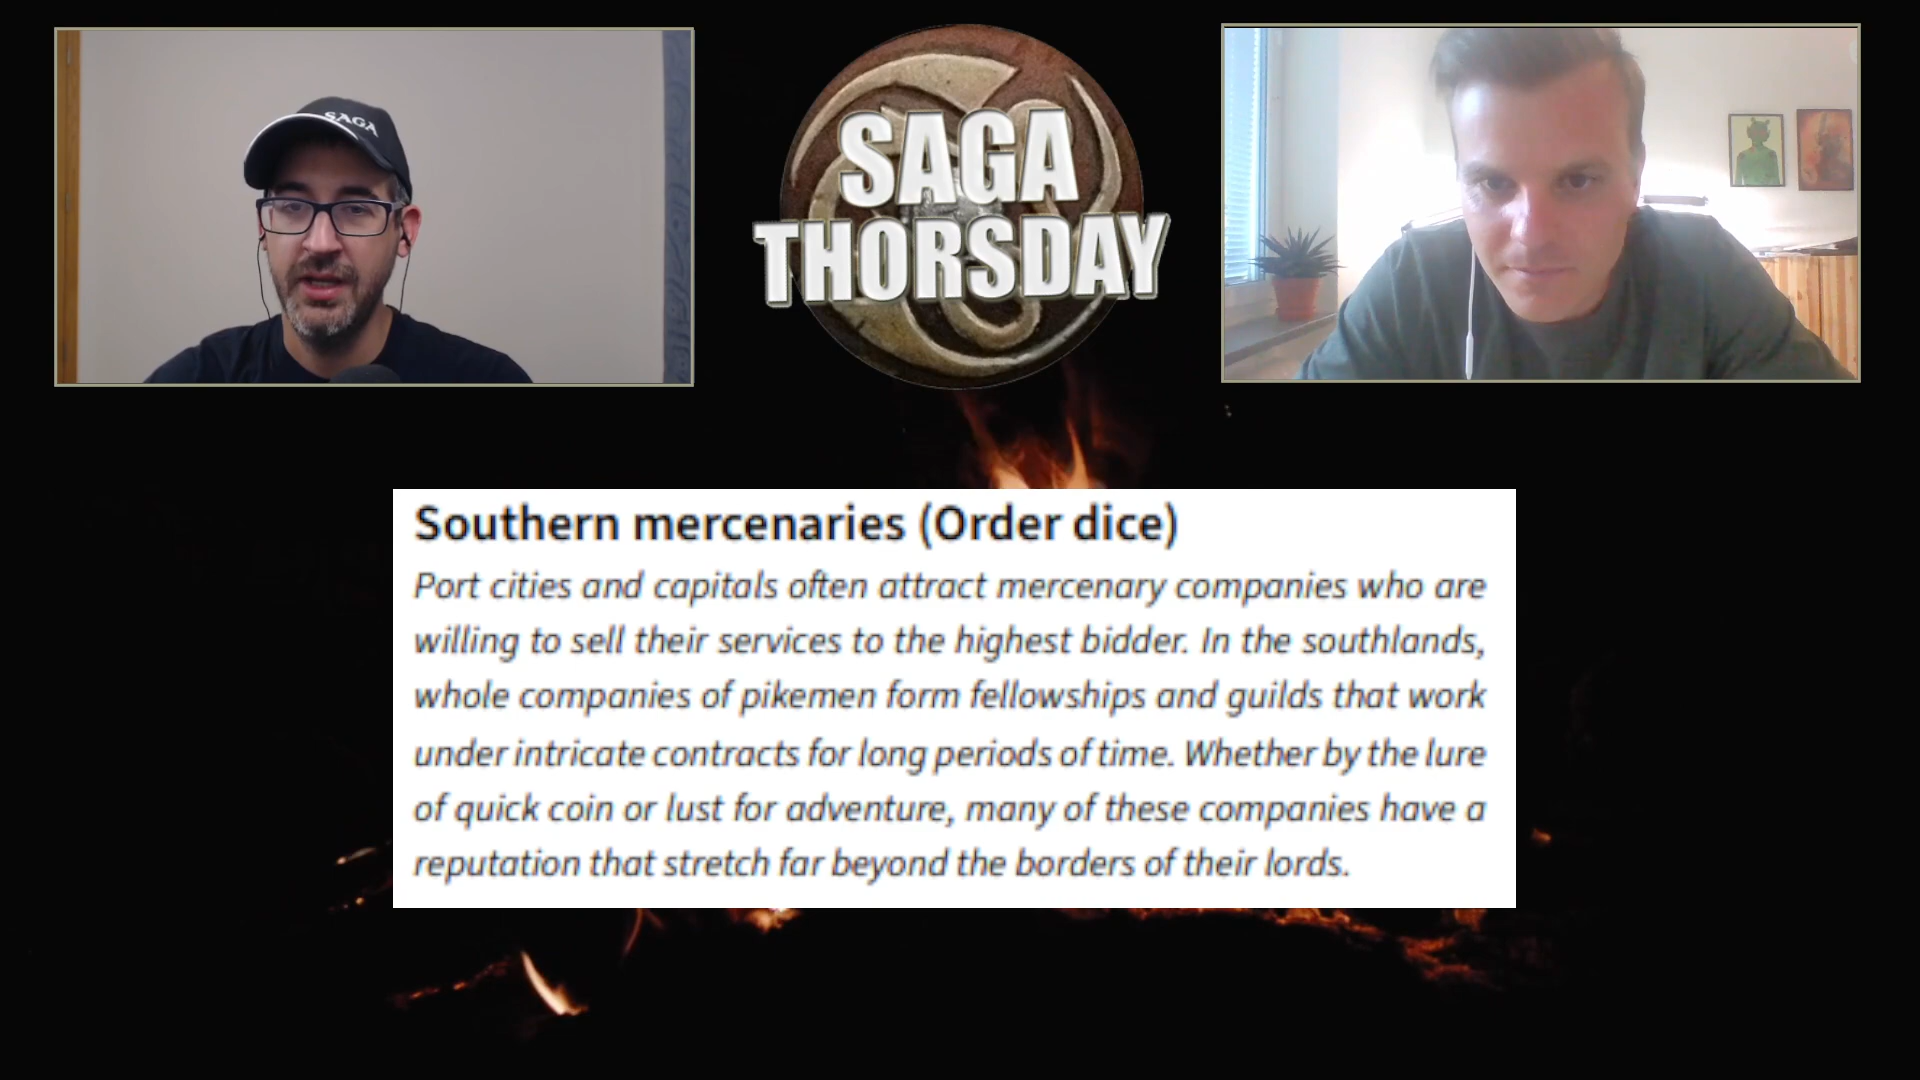 SAGA
SAGA
THORSDAY
Southern mercenaries (Order dice)
Port cities and capitals often attract mercenary companies who are
willing to sell their services to the highest bidder. In the southlands,
whole companies of pikemen form fellowships and guilds that work
under intricate contracts for long periods of time. Whether by the lure
of quick coin or lust for adventure, many of these companies have a
reputation that stretch far beyond the borders of their lords.